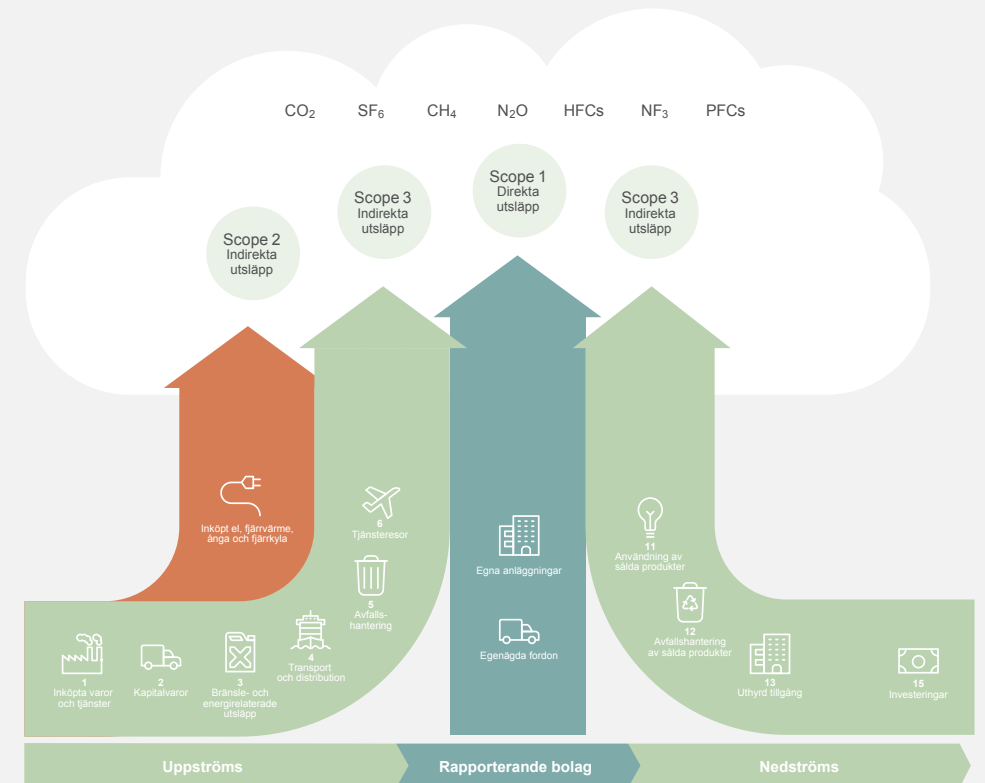 CO₂ SF₆ CH₄ N₂O HFCs NF₃ PFCs
Scope 2
Indirekta
utsläpp
Scope 3
Indirekta
utsläpp
Scope 1
Direkta
utsläpp
Scope 3
Indirekta
utsläpp
Inköpt el, fjärrvärme,
ånga och fjärrkyla
1
Inköpta varor
och tjänster
2
Kapitalvaror
3
Bränsle- och
energirelaterade
utsläpp
4
Transport
och distribution
5
Avfalls-
hantering
6
Tjänsteresor
Egna anläggningar
Egenägda fordon
11
Användning av
sålda produkter
12
Avfallshantering
av sålda produkter
13
Uthyrd tillgång
15
Investeringar
Uppströms
Rapporterande bolag
Nedströms